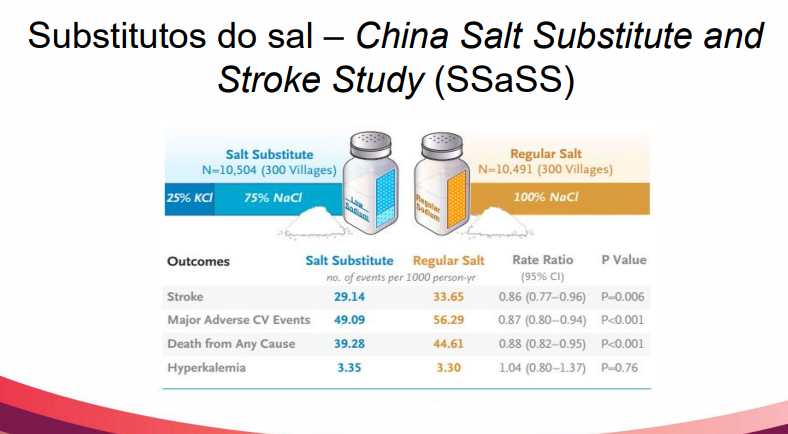 Substitutos do sal – China Salt Substitute and
Stroke Study (SSaSS)
Salt Substitute
N=10,504 (300 Villages)
Regular Salt
N=10,491 (300 Villages)
25% KCl 75% NaCl
100% NaCl
Low
Sodium
Regular
Sodium
Outcomes Salt Substitute Regular Salt Rate Ratio P Value
no. of events per 1000 person-yr (95% CI)
Stroke 29.14 33.65 0.86 (0.77–0.96) P=0.006
Major Adverse CV Events 49.09 56.29 0.87 (0.80–0.94) P<0.001
Death from Any Cause 39.28 44.61 0.88 (0.82–0.95) P<0.001
Hyperkalemia 3.35 3.30 1.04 (0.80–1.37) P=0.76